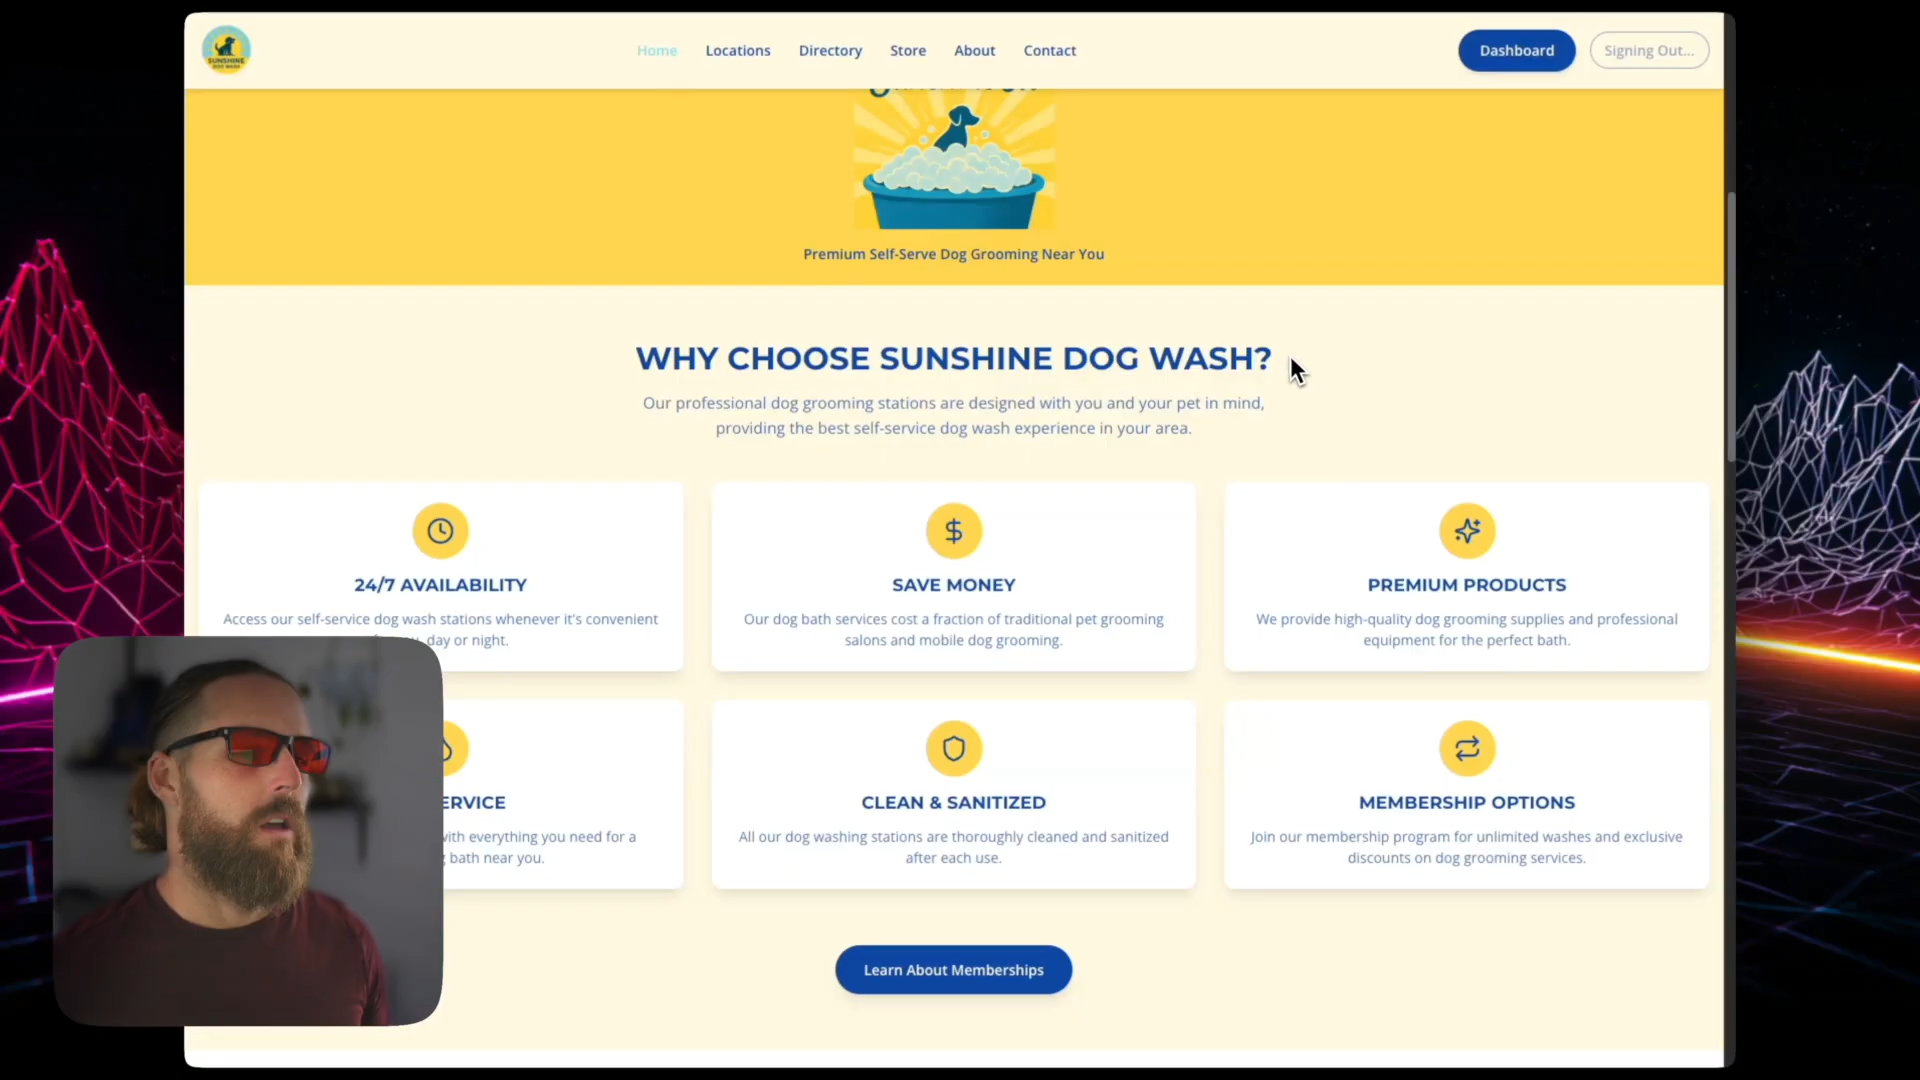 SUNSHINE
DOG WASH
Home
Locations
Directory
Store
About
Contact
Dashboard
Signing Out...
Premium Self-Serve Dog Grooming Near You
WHY CHOOSE SUNSHINE DOG WASH?
Our professional dog grooming stations are designed with you and your pet in mind,
providing the best self-service dog wash experience in your area.
24/7 AVAILABILITY
Access our self-service dog wash stations whenever it's convenient
day or night.
SAVE MONEY
Our dog bath services cost a fraction of traditional pet grooming
salons and mobile dog grooming.
PREMIUM PRODUCTS
We provide high-quality dog grooming supplies and professional
equipment for the perfect bath.
ERVICE
with everything you need for a
bath near you.
CLEAN & SANITIZED
All our dog washing stations are thoroughly cleaned and sanitized
after each use.
MEMBERSHIP OPTIONS
Join our membership program for unlimited washes and exclusive
discounts on dog grooming services.
Learn About Memberships